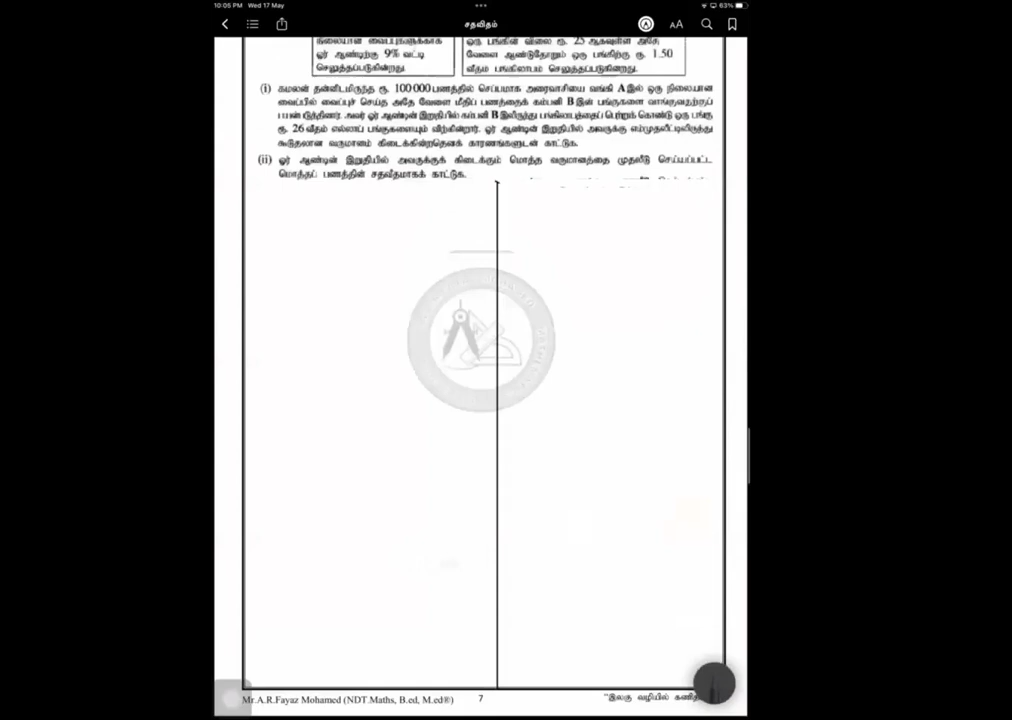 10:05 PM Wed 17 May
63%
சதவிதம்
AA
நிலையான வைப்புகளுக்காக
ஓர் ஆண்டிற்கு 9% வட்டி
செலுத்தப்படுகின்றது.
ஒரு பங்கின் விலை ரூ. 25 ஆகவுள்ள அதே
வேளை ஆண்டுதோறும் ஒரு பங்கிற்கு ரூ. 1.50
வீதம் பங்கிலாபம் செலுத்தப்படுகின்றது.
(i) கமலன் தன்னிடமிருந்த ரூ. 100 000 பணத்தில் செப்பமாக அரைவாசியை வங்கி A இல் ஒரு நிலையான
வைப்பில் வைப்புச் செய்த அதே வேளை மீதிப் பணத்தைக் கம்பனி B இன் பங்குகளை வாங்குவதற்குப்
பயன்படுத்தினார். அவர் ஓர் ஆண்டின் இறுதியில் கம்பனி B இலிருந்து பங்கிலாபத்தைப் பெற்றுக் கொண்டு ஒரு பங்கு
ரூ. 26 வீதம் எல்லாப் பங்குகளையும் விற்கின்றார். ஓர் ஆண்டின் இறுதியில் அவருக்கு எம்முதலீட்டிலிருந்து
கூடுதலான வருமானம் கிடைக்கின்றதெனக் காரணங்களுடன் காட்டுக.
(ii) ஓர் ஆண்டின் இறுதியில் அவருக்குக் கிடைக்கும் மொத்த வருமானத்தை முதலீடு செய்யப்பட்ட
மொத்தப் பணத்தின் சதவீதமாகக் காட்டுக.
Mr.A.R.Fayaz Mohamed (NDT.Maths, B.ed, M.ed®) 7 "இலகு வழியில்